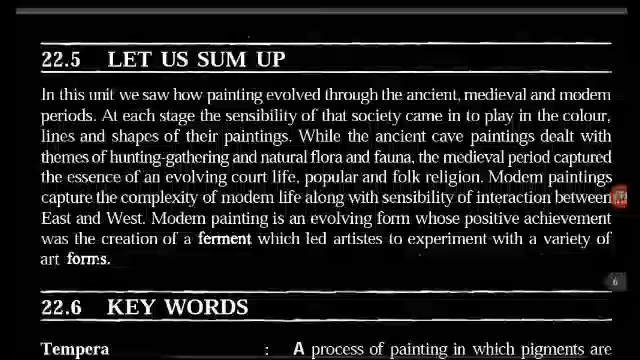 22.5 LET US SUM UP
In this unit we saw how painting evolved through the ancient, medieval and modern
periods. At each stage the sensibility of that society came in to play in the colour,
lines and shapes of their paintings. While the ancient cave paintings dealt with
themes of hunting-gathering and natural flora and fauna, the medieval period captured
the essence of an evolving court life, popular and folk religion. Modern paintings
capture the complexity of modern life along with sensibility of interaction between
East and West. Modern painting is an evolving form whose positive achievement
was the creation of a ferment which led artistes to experiment with a variety of
art forms.
6
22.6 KEY WORDS
Tempera : A process of painting in which pigments are